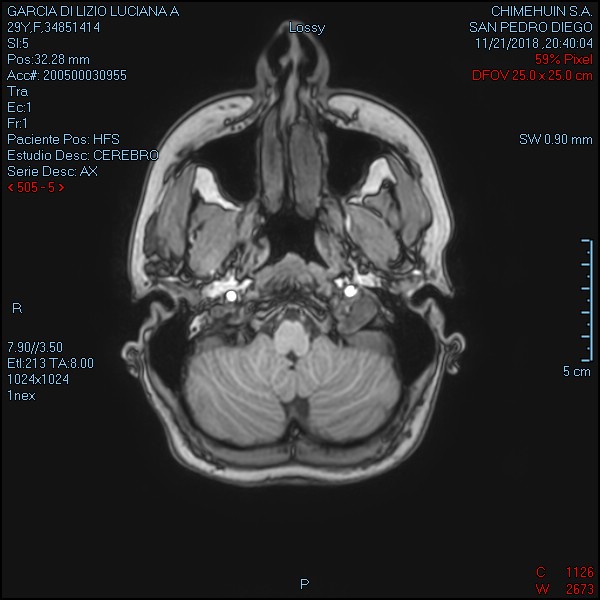 GARCIA DI LIZIO LUCIANA A
29Y,F,34851414
Sl:5
Pos:32.28 mm
Acc#: 200500030955
Tra
Ec:1
Fr:1
Paciente Pos: HFS
Estudio Desc: CEREBRO
Serie Desc: AX
< 505 - 5 >
Lossy
CHIMEHUIN S.A.
SAN PEDRO DIEGO
11/21/2018 ,20:40:04
59% Pixel
DFOV 25.0 x 25.0 cm
SW 0.90 mm
R
7.90//3.50
Etl:213 TA:8.00
1024x1024
1nex
5 cm
P
C 1126
W 2673